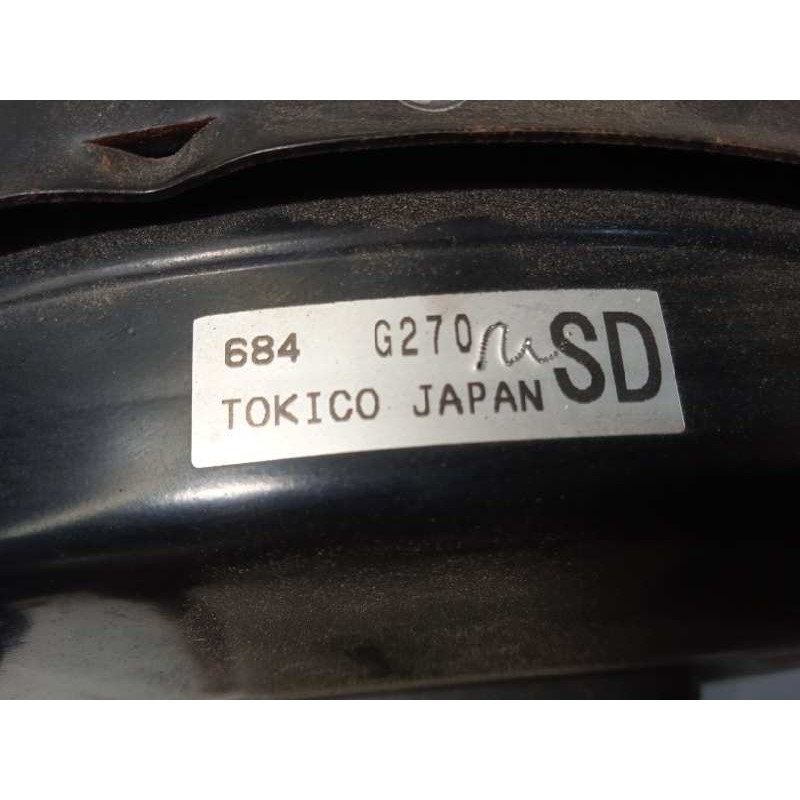 684 G270 SD
TOKICO JAPAN